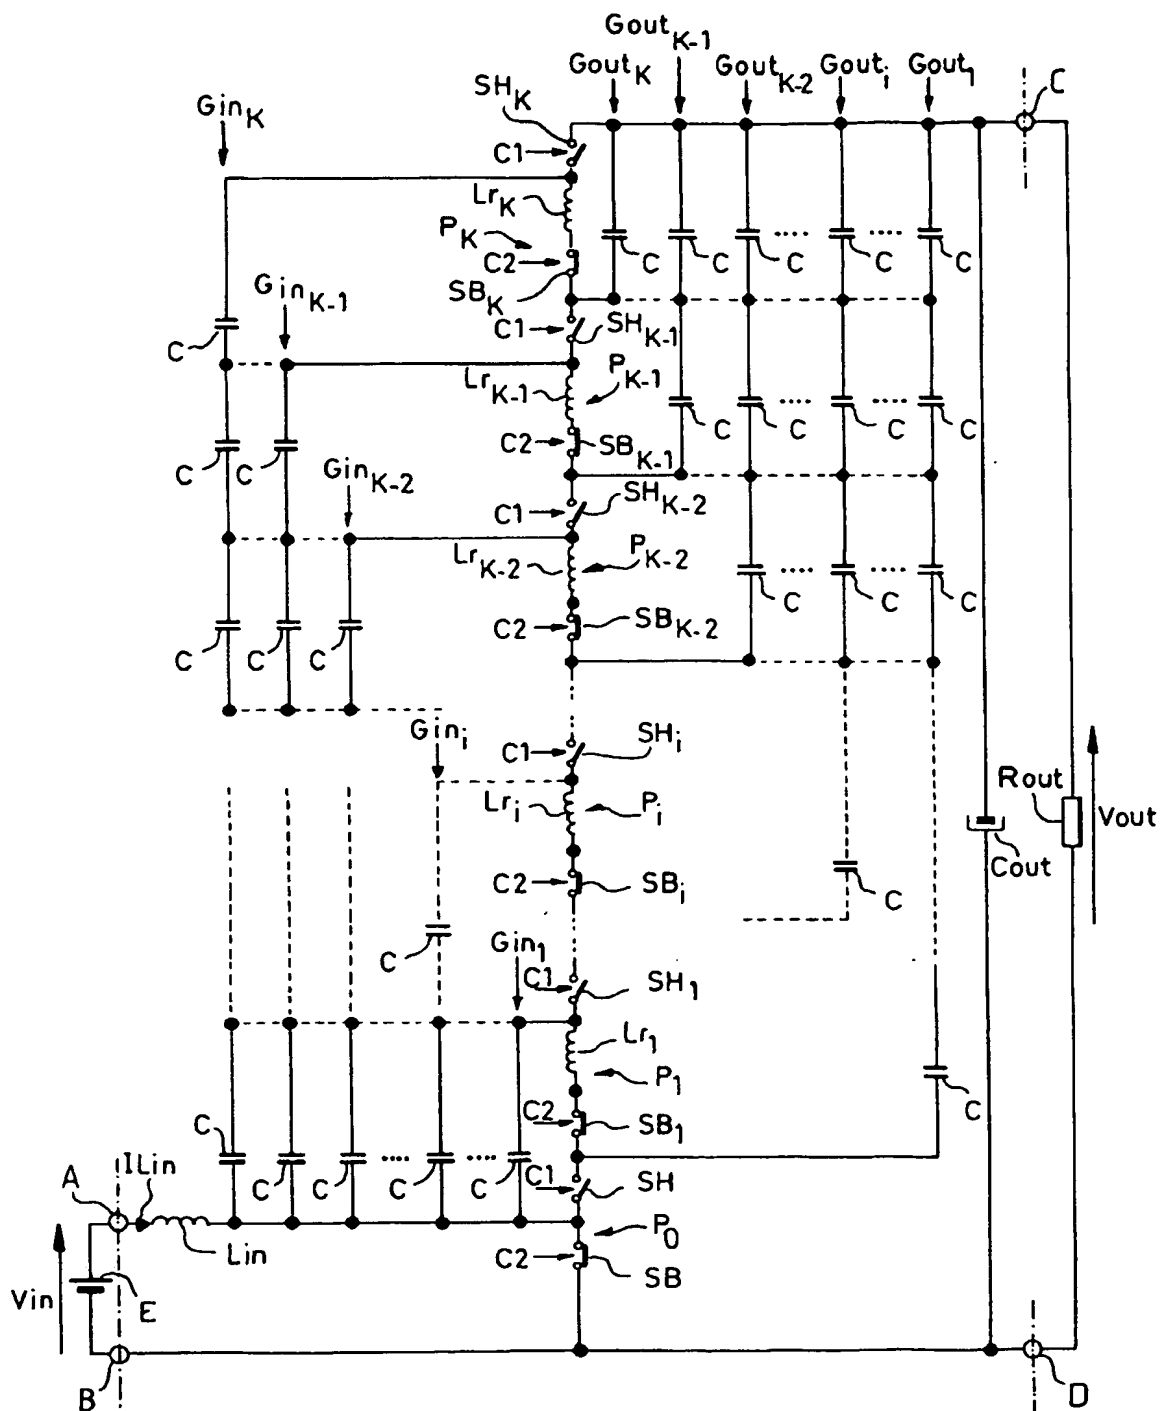 Gout_K-1
Gout_K Gout_K-2 Gout_i Gout_1
SH_K C
Gin_K
C1
Lr_K
P_K C C C C C
C2
Gin_K-1 SB_K
C1 SH_K-1
C
P_K-1
Lr_K-1
C C C C
C2 SB_K-1
C C
Gin_K-2
C1 SH_K-2
Lr_K-2 P_K-2
C C C
C2 SB_K-2
C C C
Gin_i
C1 SH_i
Lr_i P_i Rout Vout
Cout
C2 SB_i C
Gin_1
C
C1 SH_1
Lr_1
P_1
C2 SB_1 C
C
A ILin C C C C C1 SH
P_0
Lin C2 SB
Vin E
B D